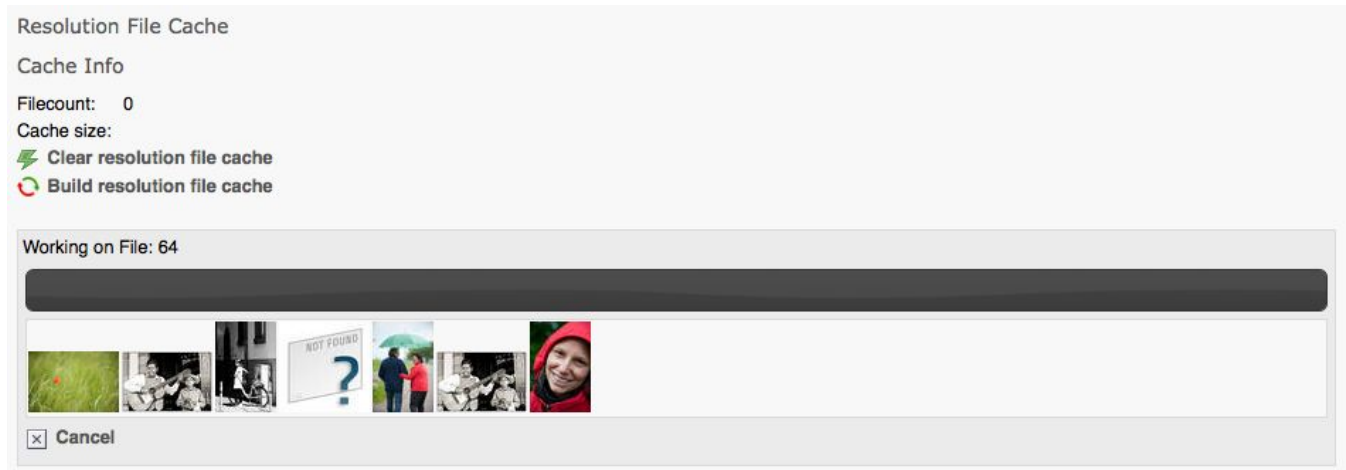 Resolution File Cache
Cache Info
Filecount: 0
Cache size:
Clear resolution file cache
Build resolution file cache
Working on File: 64
NOT FOUND
?
Cancel